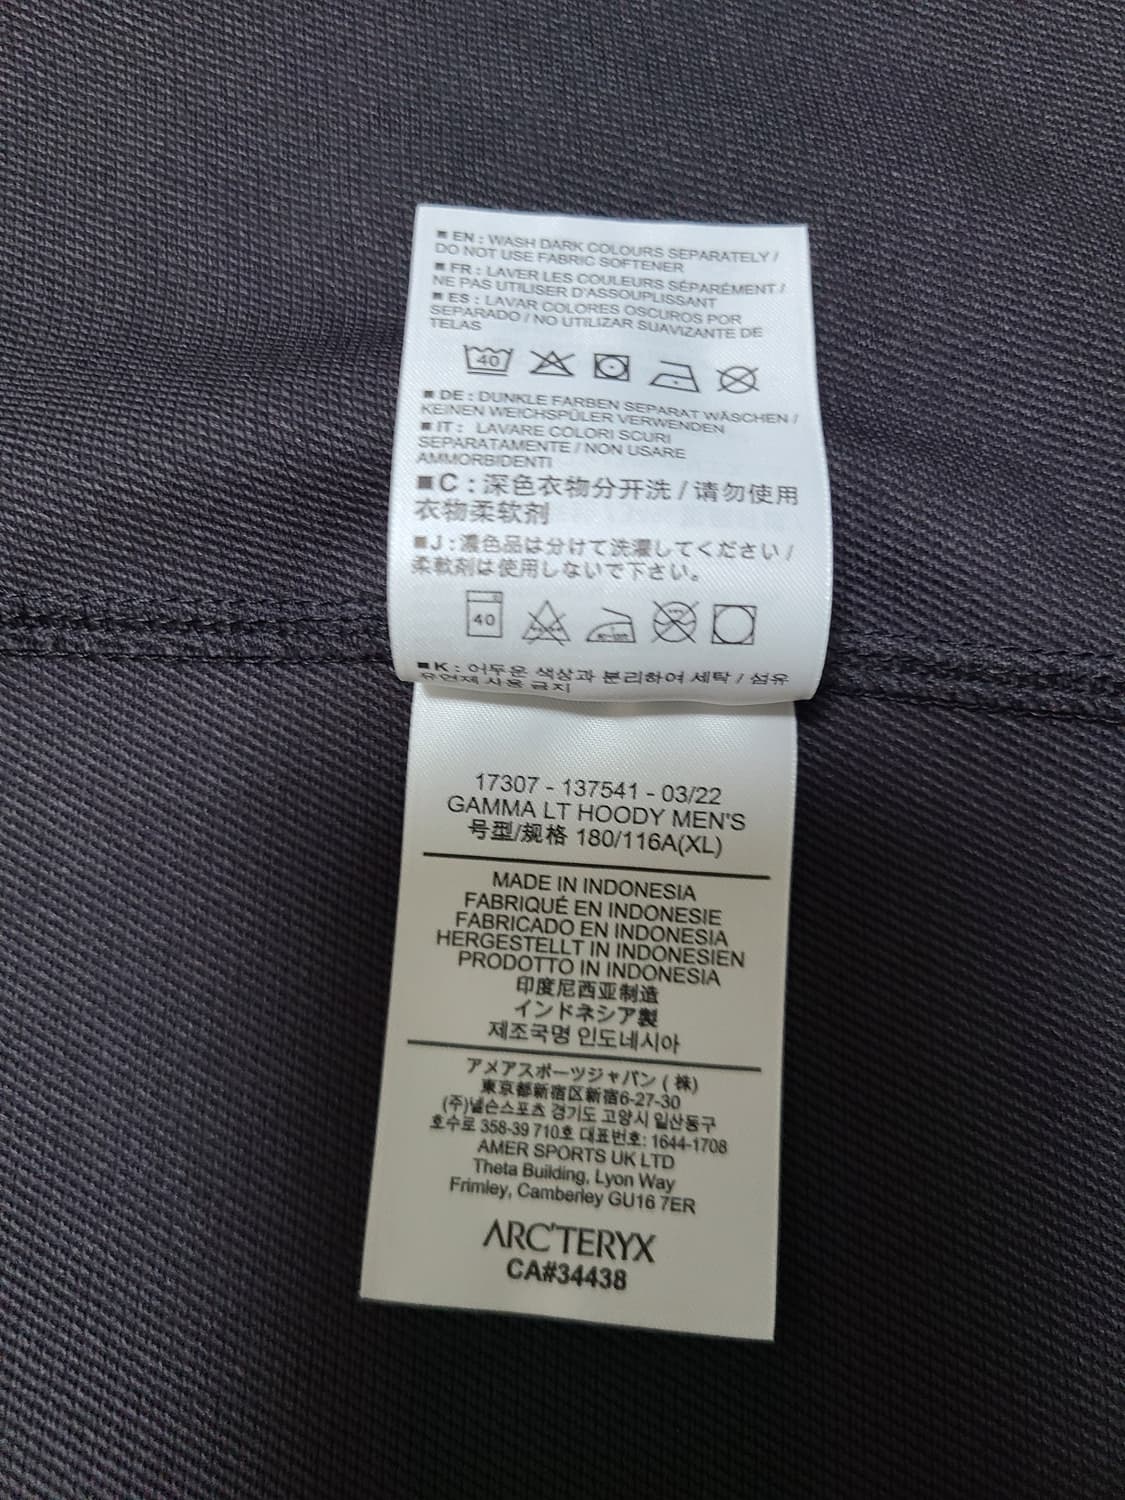 ■ EN : WASH DARK COLOURS SEPARATELY /
DO NOT USE FABRIC SOFTENER
■ FR : LAVER LES COULEURS SÉPARÉMENT /
NE PAS UTILISER D'ASSOUPLISSANT
■ ES : LAVAR COLORES OSCUROS POR
SEPARADO / NO UTILIZAR SUAVIZANTE DE
TELAS
40
■ DE : DUNKLE FARBEN SEPARAT WÄSCHEN /
KEINEN WEICHSPÜLER VERWENDEN
■ IT : LAVARE COLORI SCURI
SEPARATAMENTE / NON USARE
AMMORBIDENTI
■C : 深色衣物分开洗 / 请勿使用
衣物柔软剂
■J : 濃色品は分けて洗濯してください /
柔軟剤は使用しないで下さい。
40
■K : 어두운 색상과 분리하여 세탁 / 섬유
유연제 사용 금지
17307 - 137541 - 03/22
GAMMA LT HOODY MEN'S
号型/规格 180/116A(XL)
MADE IN INDONESIA
FABRIQUÉ EN INDONESIE
FABRICADO EN INDONESIA
HERGESTELLT IN INDONESIEN
PRODOTTO IN INDONESIA
印度尼西亚制造
インドネシア製
제조국명 인도네시아
アメアスポーツジャパン ( 株)
東京都新宿区新宿6-27-30
(주)넬슨스포츠 경기도 고양시 일산동구
호수로 358-39 710호 대표번호: 1644-1708
AMER SPORTS UK LTD
Theta Building, Lyon Way
Frimley, Camberley GU16 7ER
ARC'TERYX
CA#34438